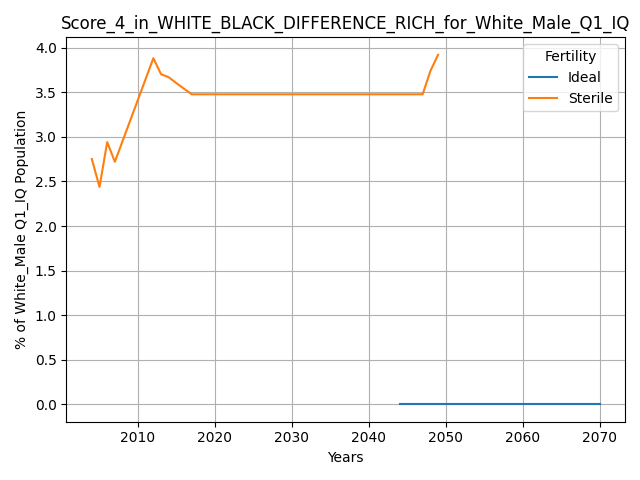 Score_4_in_WHITE_BLACK_DIFFERENCE_RICH_for_White_Male_Q1_IQ
Fertility
Ideal
Sterile
% of White_Male Q1_IQ Population
4.0
3.5
3.0
2.5
2.0
1.5
1.0
0.5
0.0
2010 2020 2030 2040 2050 2060 2070
Years